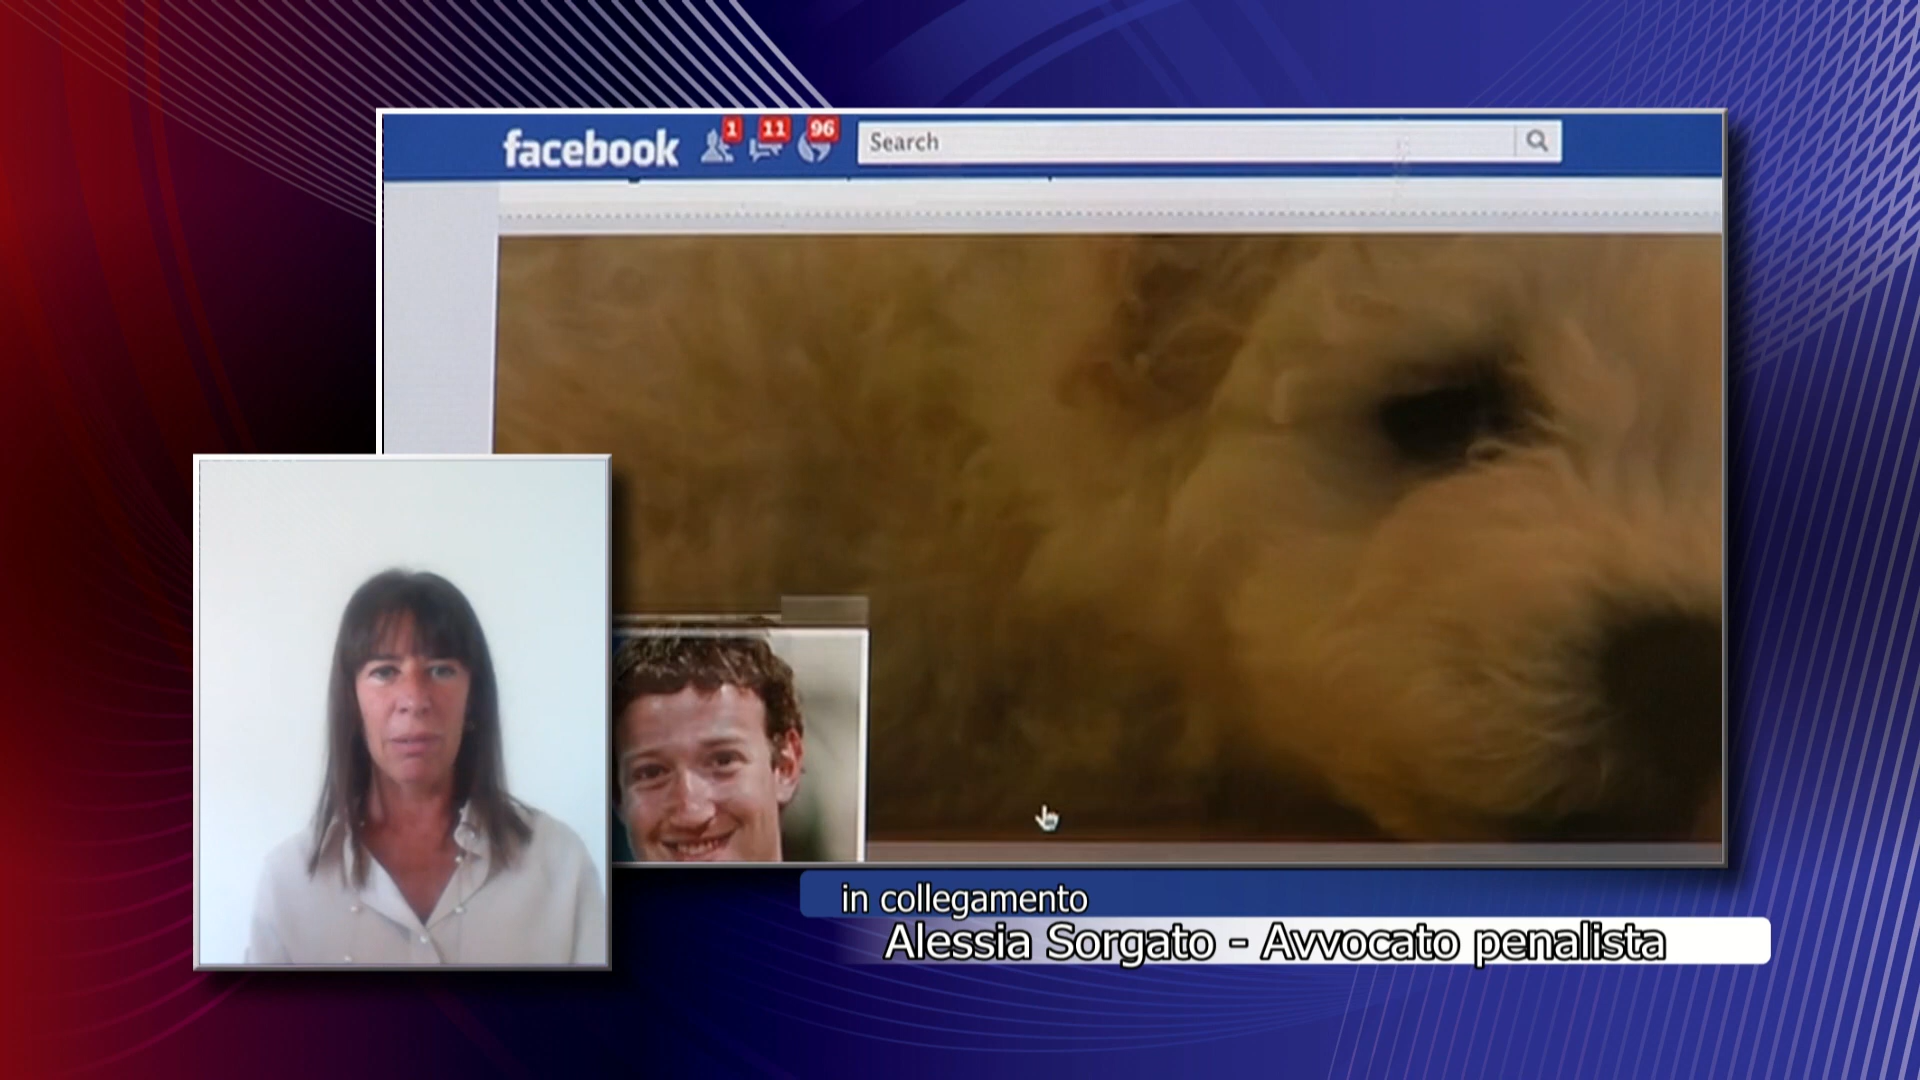 facebook 1 11 96 Search
in collegamento
Alessia Sorgato - Avvocato penalista